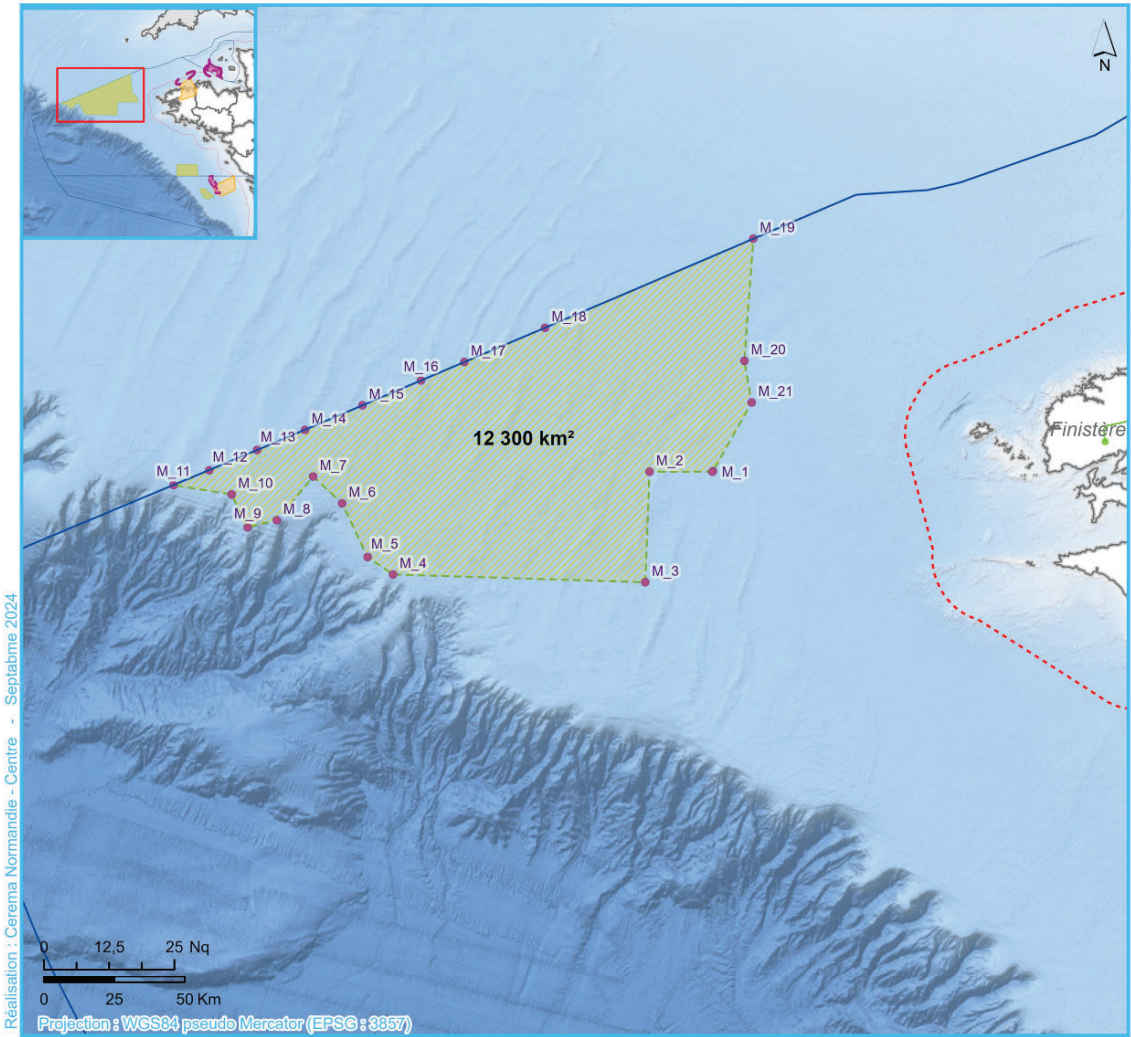 N
M_19
M_18
M_17
M_16
M_20
M_15
M_21
M_14
Finistère
12 300 km²
M_13
M_12
M_2
M_1
M_11
M_7
M_10
M_6
M_8
M_9
M_5
M_4
M_3
0 12,5 25 Nq
0 25 50 Km
Projection : WGS84 pseudo Mercator (EPSG : 3857)
Réalisation : Cerema Normandie - Centre - Septabme 2024